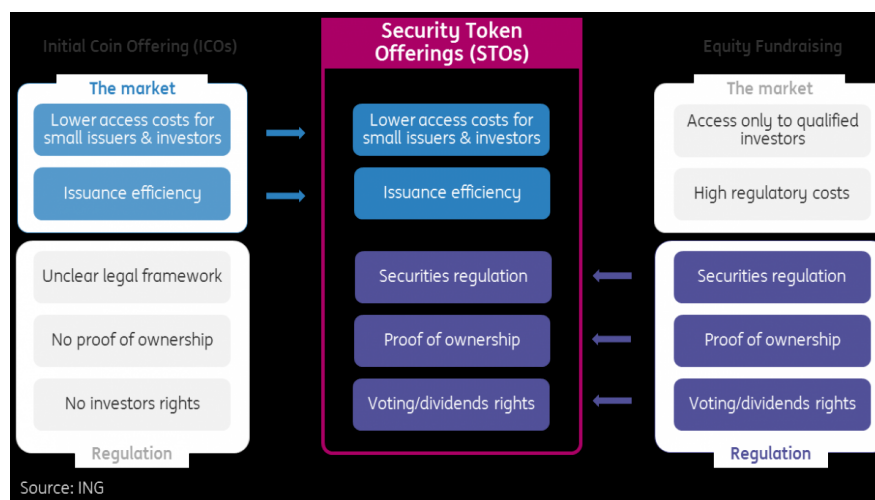 Initial Coin Offering (ICOs)
Security Token
Offerings (STOs)
Equity Fundraising
The market
Lower access costs for
small issuers & investors
Issuance efficiency
Unclear legal framework
No proof of ownership
No investors rights
Regulation
Lower access costs for
small issuers & investors
Issuance efficiency
Securities regulation
Proof of ownership
Voting/dividends rights
The market
Access only to qualified
investors
High regulatory costs
Securities regulation
Proof of ownership
Voting/dividends rights
Regulation
Source: ING